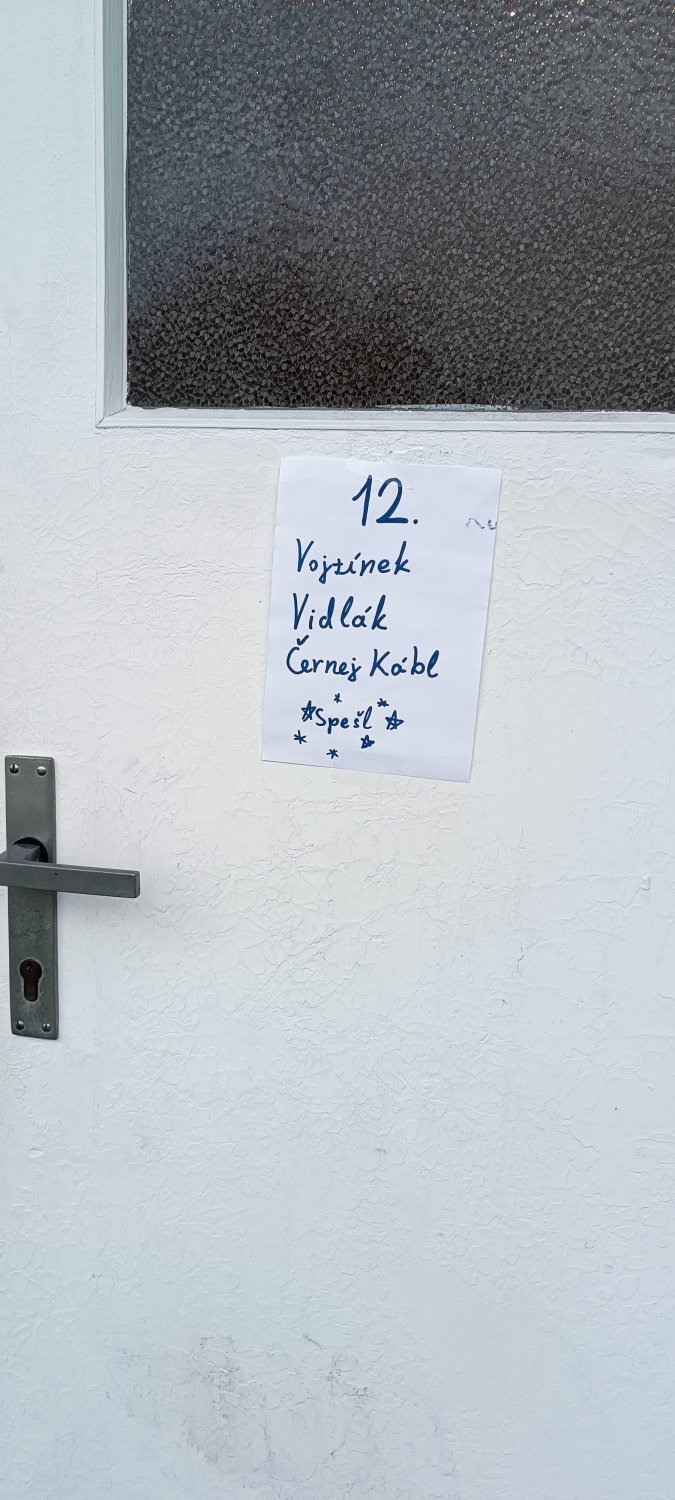 12.
Vojtínek
Vidlák
Černej Kábl
Spešl